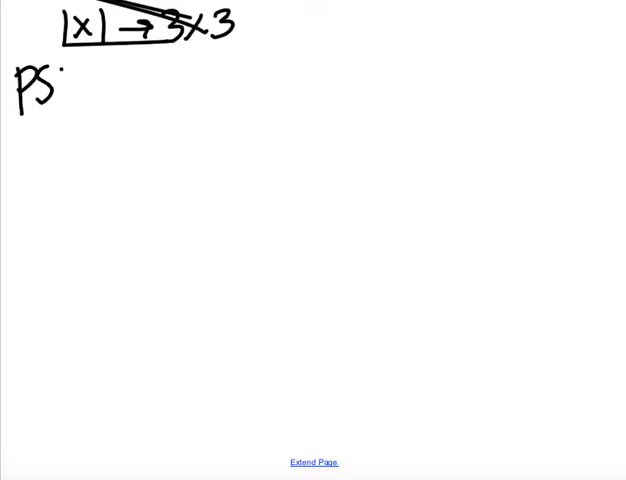 1x1 → 3x3
PS
Extend Page